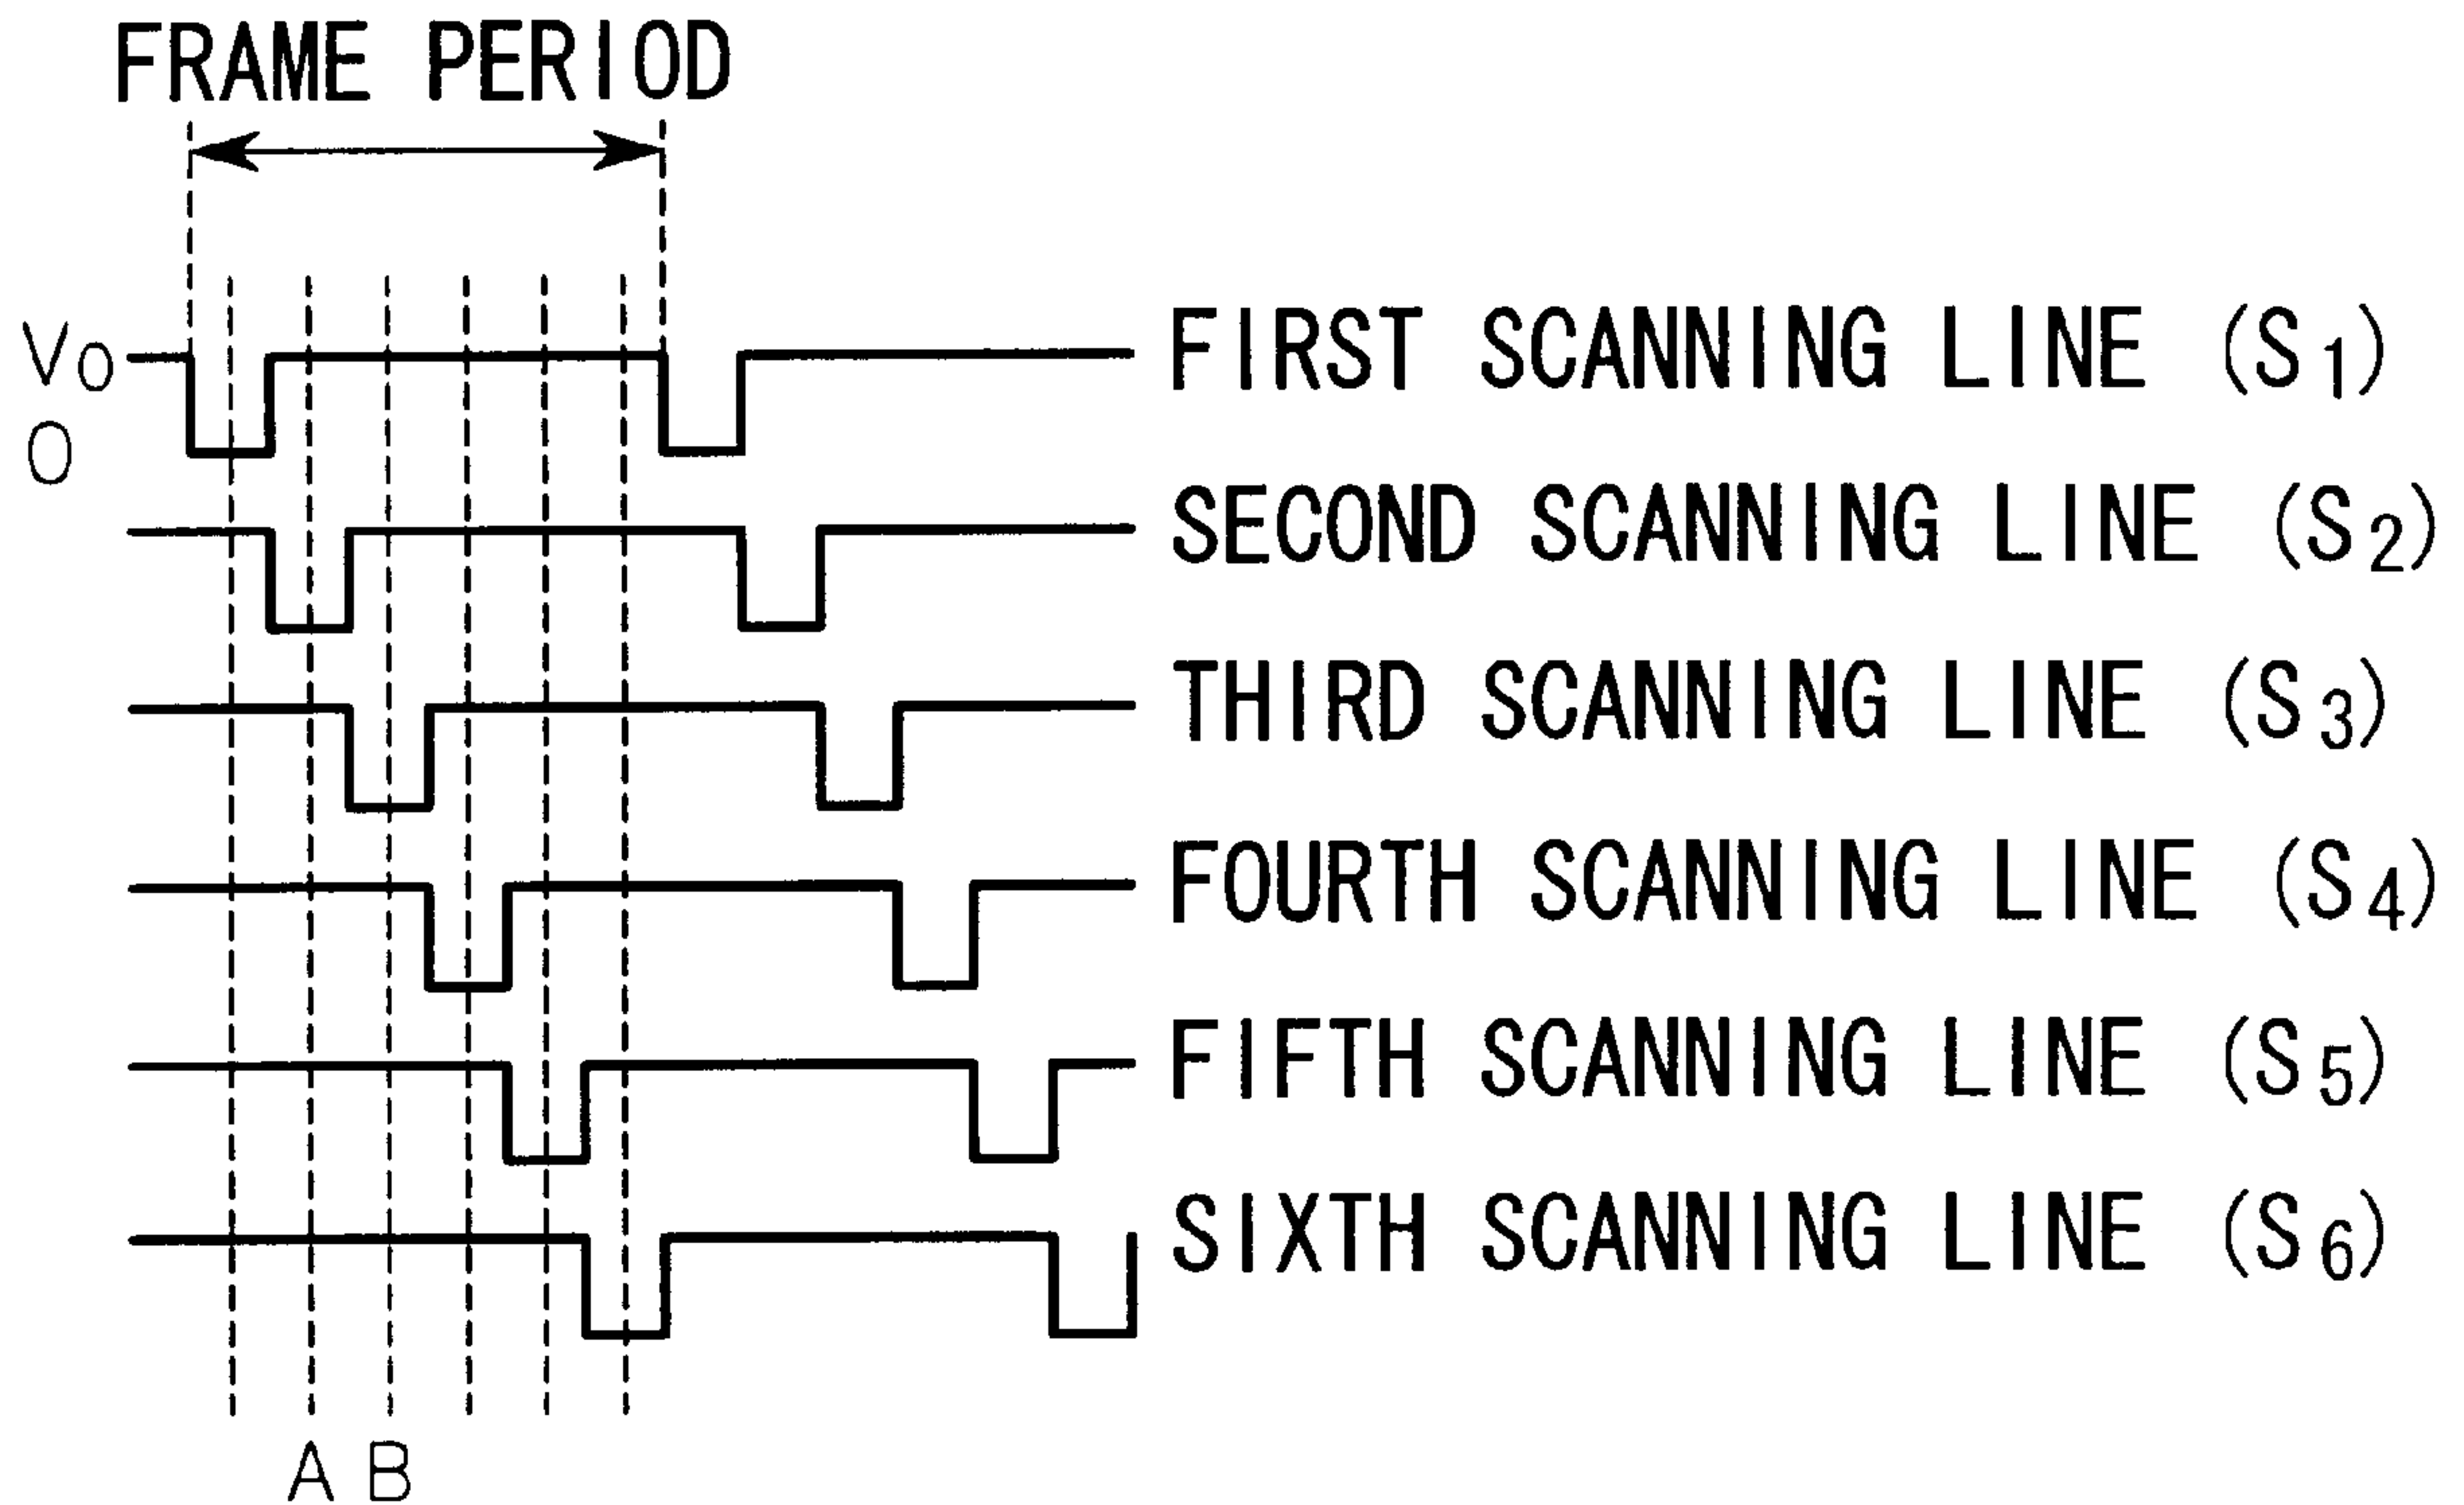 FRAME PERIOD
Vo
0
FIRST SCANNING LINE (S1)
SECOND SCANNING LINE (S2)
THIRD SCANNING LINE (S3)
FOURTH SCANNING LINE (S4)
FIFTH SCANNING LINE (S5)
SIXTH SCANNING LINE (S6)
A B